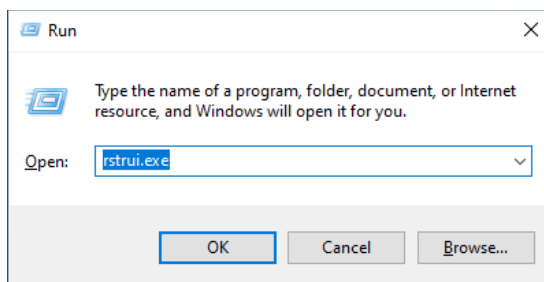 Run
Type the name of a program, folder, document, or Internet
resource, and Windows will open it for you.
Open: rstrui.exe
OK Cancel Browse...